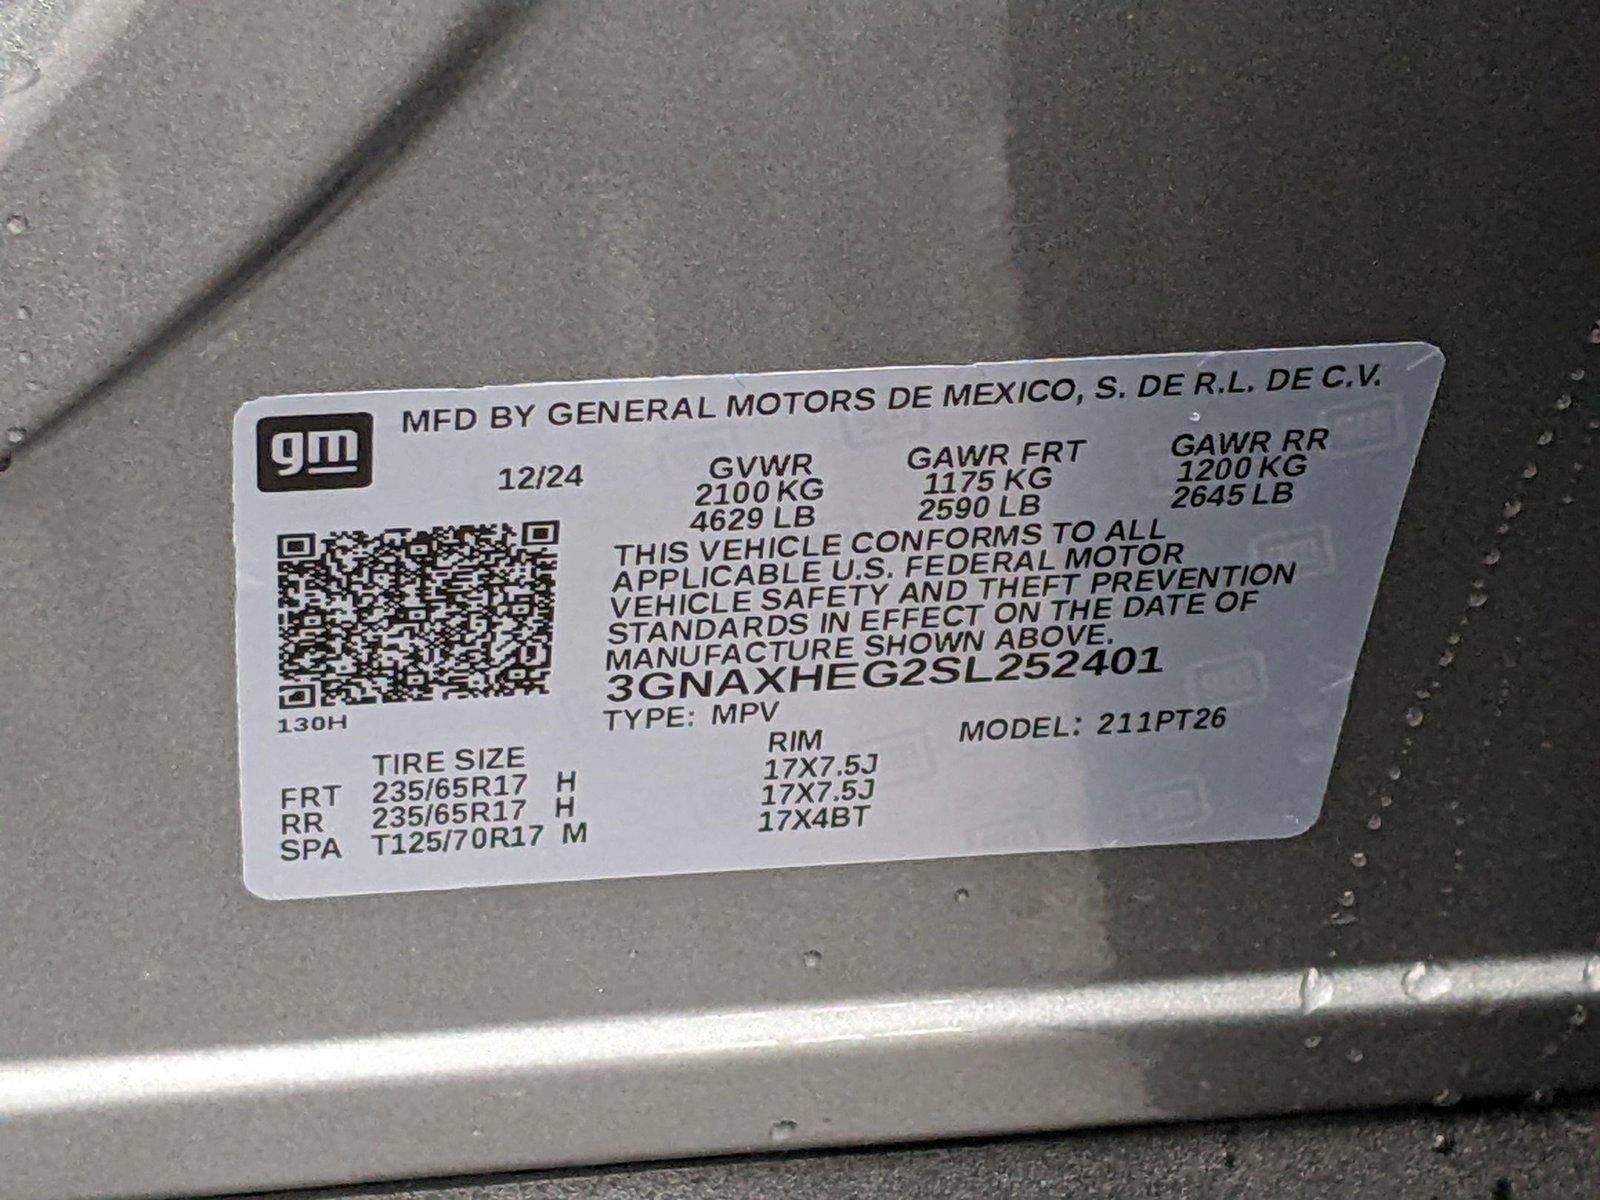 gm MFD BY GENERAL MOTORS DE MEXICO, S. DE R.L. DE C.V.
12/24 GVWR GAWR FRT GAWR RR
2100 KG 1175 KG 1200 KG
4629 LB 2590 LB 2645 LB
THIS VEHICLE CONFORMS TO ALL
APPLICABLE U.S. FEDERAL MOTOR
VEHICLE SAFETY AND THEFT PREVENTION
STANDARDS IN EFFECT ON THE DATE OF
MANUFACTURE SHOWN ABOVE.
3GNAXHEG2SL252401
130H TYPE: MPV MODEL: 211PT26
TIRE SIZE RIM
FRT 235/65R17 H 17X7.5J
RR 235/65R17 H 17X7.5J
SPA T125/70R17 M 17X4BT